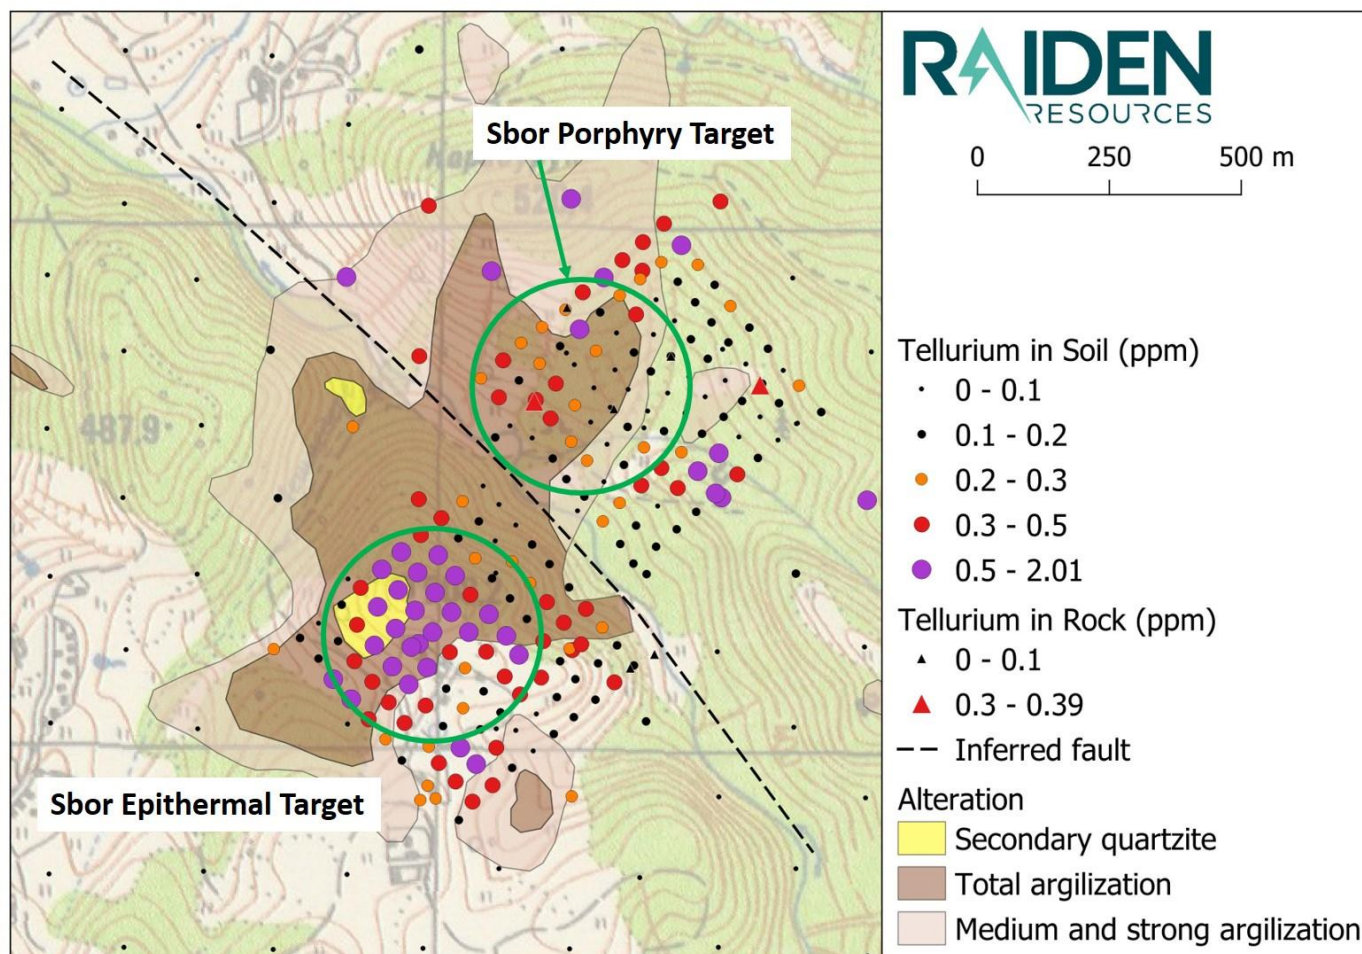 RAIDEN
RESOURCES
0 250 500 m
Sbor Porphyry Target
487.9
Sbor Epithermal Target
Tellurium in Soil (ppm)
0 - 0.1
0.1 - 0.2
0.2 - 0.3
0.3 - 0.5
0.5 - 2.01
Tellurium in Rock (ppm)
0 - 0.1
0.3 - 0.39
Inferred fault
Alteration
Secondary quartzite
Total argilization
Medium and strong argilization